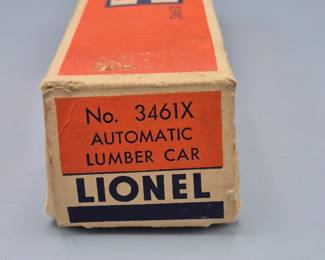 No. 3461X
AUTOMATIC
LUMBER CAR
LIONEL